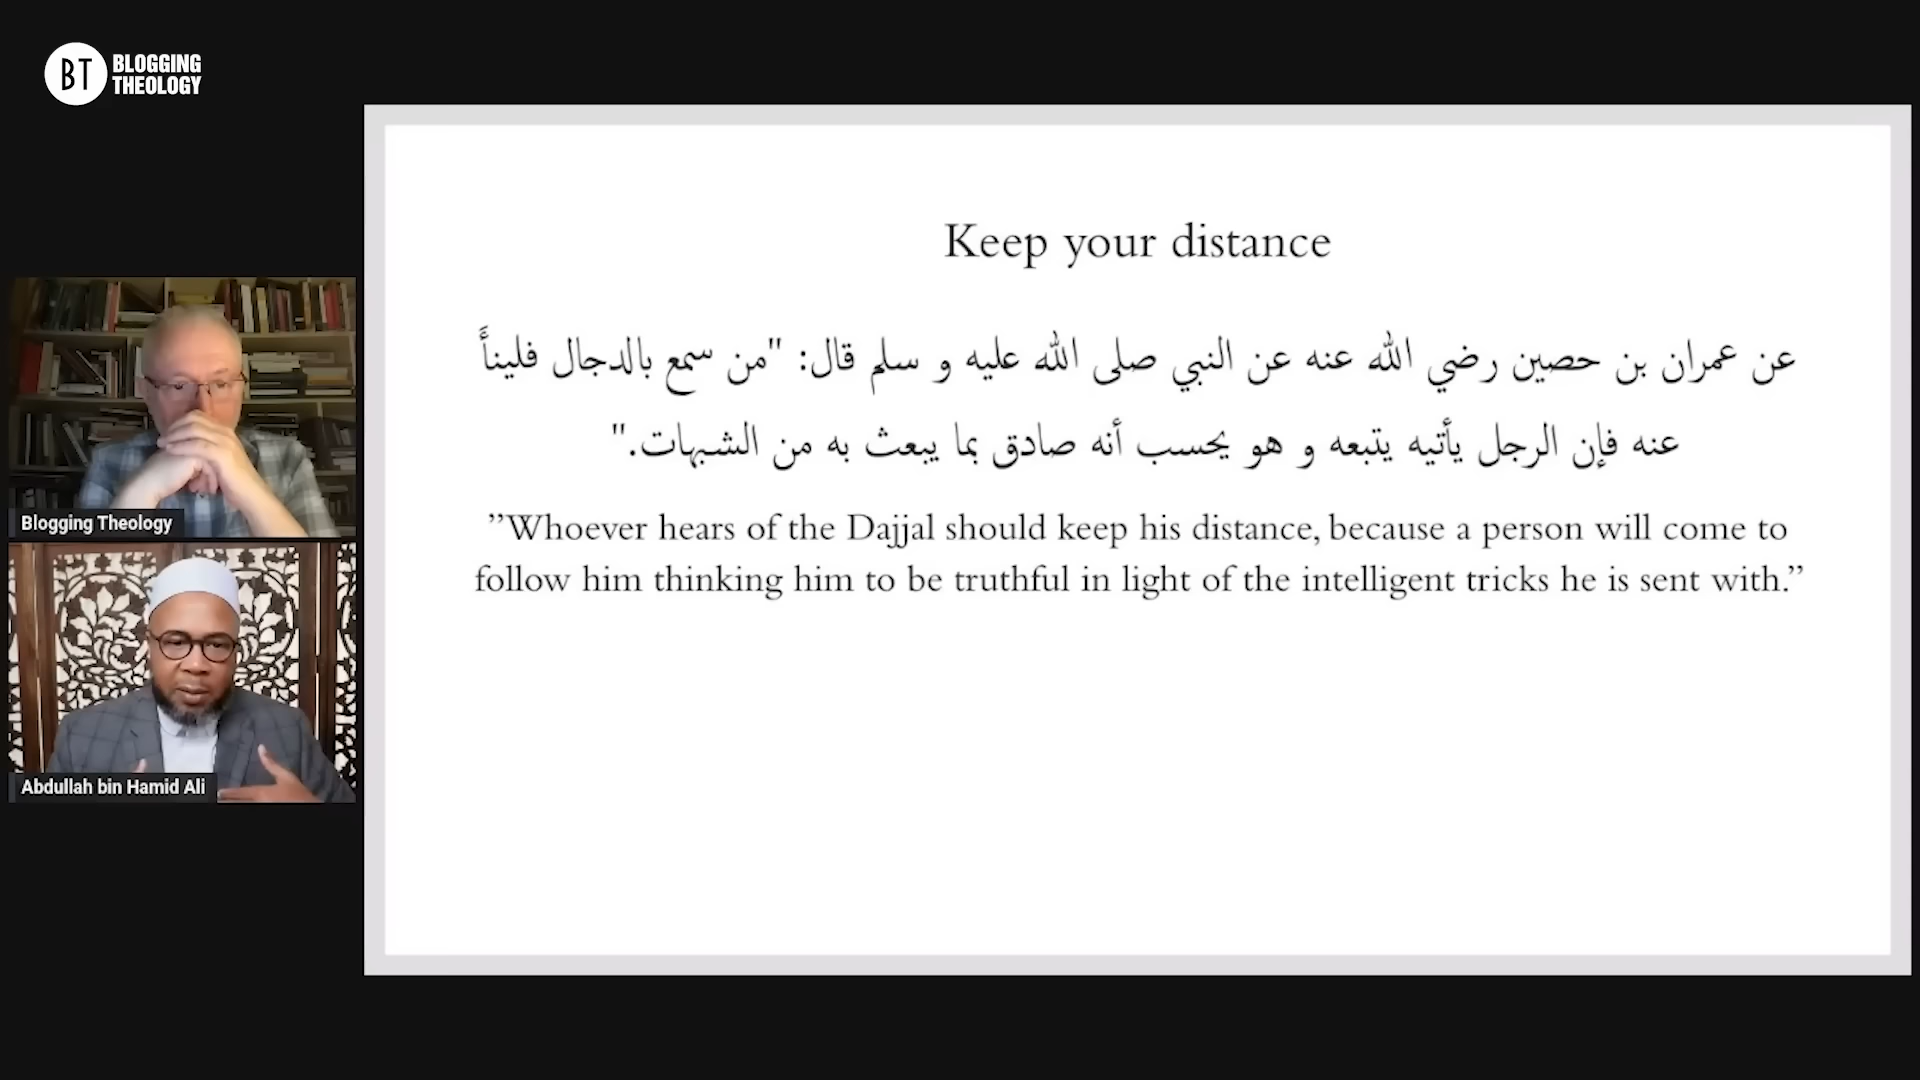 BT
BLOGGING
THEOLOGY
Keep your distance
عن عمران بن حصين رضي الله عنه عن النبي صلى الله عليه و سلم قال: "من سمع بالدجال فلينأَ
عنه فإن الرجل يأتيه يتبعه و هو يحسب أنه صادق بما يبعث به من الشبهات."
”Whoever hears of the Dajjal should keep his distance, because a person will come to
follow him thinking him to be truthful in light of the intelligent tricks he is sent with.”
Blogging Theology
Abdullah bin Hamid Ali